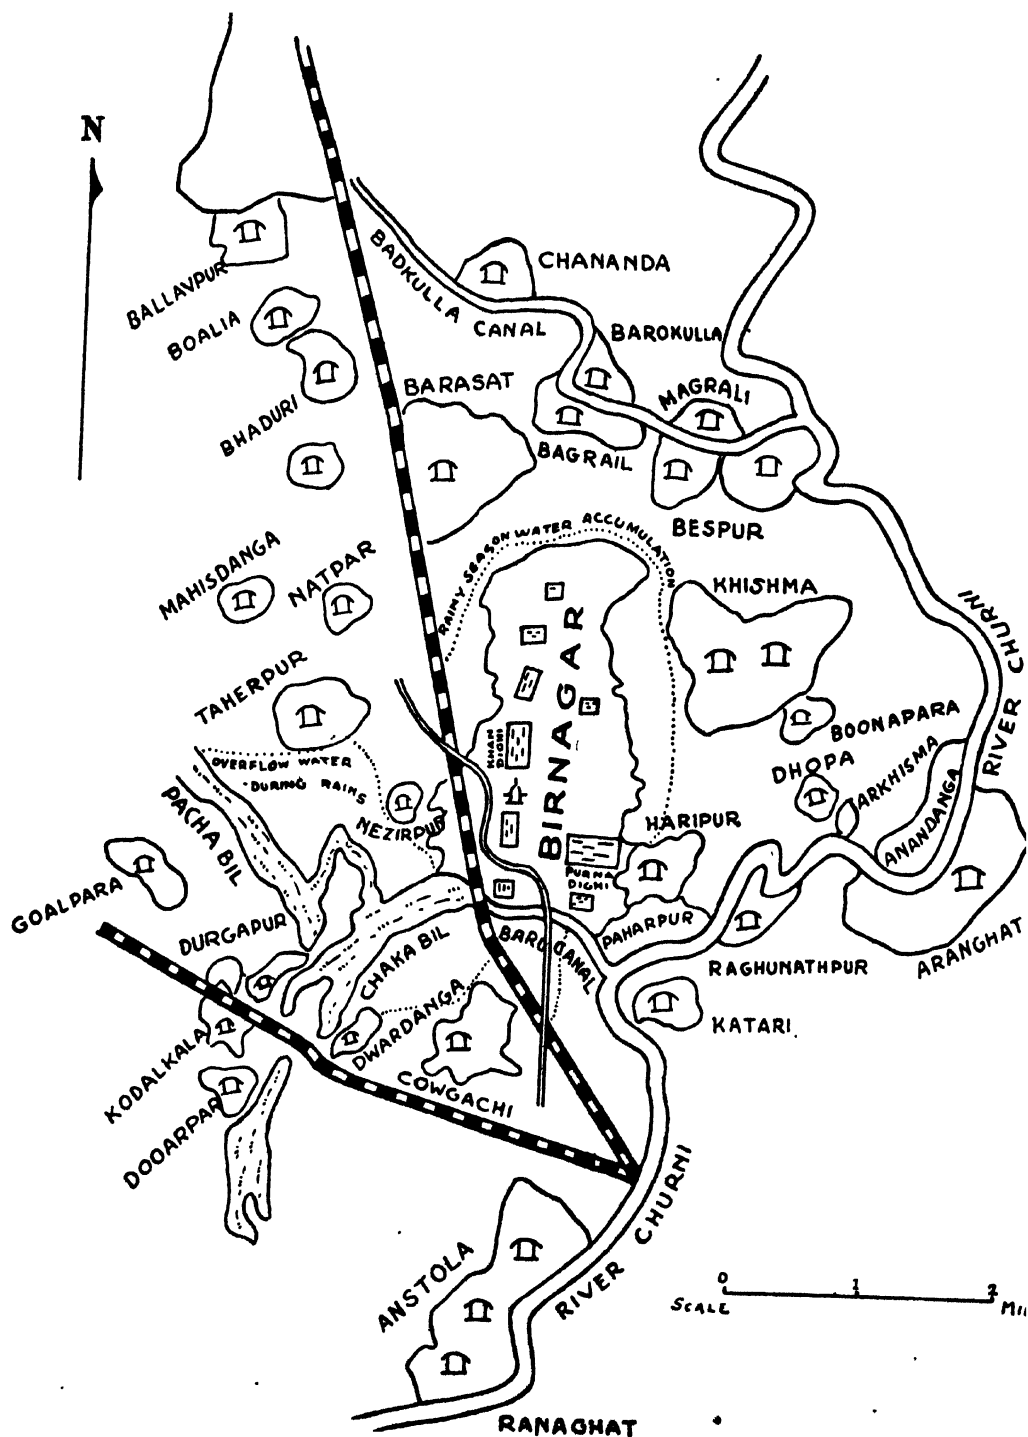 N
BALLAVPUR
BADKULLA
CANAL
CHANANDA
BOALIA
BAROKULLA
BHADURI
BARASAT
MAGRALI
BAGRAIL
BESPUR
RAINY SEASON WATER ACCUMULATION
MAHISDANGA
NATPAR
KHISHMA
RIVER CHURNI
TAHERPUR
BIRNAGAR
BOONAPARA
KHAN
DIGHI
OVERFLOW WATER
DURING RAINS
DHOPA
ARKHISMA
ANANDANGA
PACHA BIL
NEZIRPUR
HARIPUR
PURNA
DIGHI
GOALPARA
DURGAPUR
CHAKA BIL
BARO CANAL
PAHARPUR
RAGHUNATHPUR
ARANGHAT
KODALKALA
DWARDANGA
KATARI
COWGACHI
DOOARPAR
RIVER CHURNI
ANSTOLA
0 1 2
SCALE
RANAGHAT